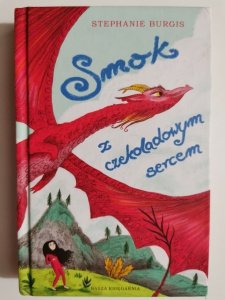 STEPHANIE BURGIS
Smok
z
czekoladowym
sercem
NASZA KSIĘGARNIA